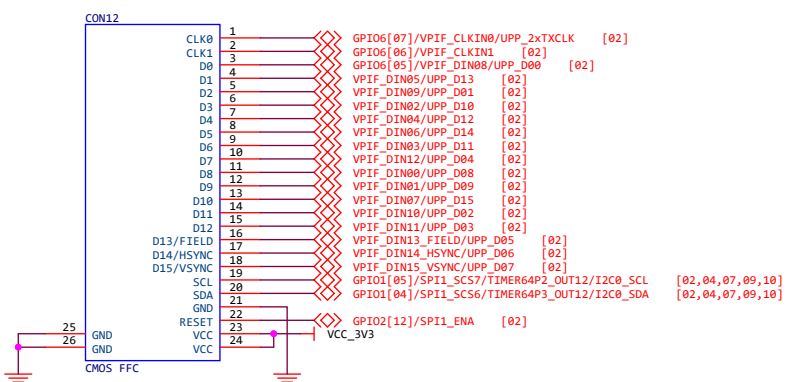 CON12
CLK0 1 GPIO6[07]/VPIF_CLKIN0/UPP_2xTXCLK [02]
CLK1 2 GPIO6[06]/VPIF_CLKIN1 [02]
D0 3 GPIO6[05]/VPIF_DIN08/UPP_D00 [02]
D1 4 VPIF_DIN05/UPP_D13 [02]
D2 5 VPIF_DIN09/UPP_D01 [02]
D3 6 VPIF_DIN02/UPP_D10 [02]
D4 7 VPIF_DIN04/UPP_D12 [02]
D5 8 VPIF_DIN06/UPP_D14 [02]
D6 9 VPIF_DIN03/UPP_D11 [02]
D7 10 VPIF_DIN12/UPP_D04 [02]
D8 11 VPIF_DIN00/UPP_D08 [02]
D9 12 VPIF_DIN01/UPP_D09 [02]
D10 13 VPIF_DIN07/UPP_D15 [02]
D11 14 VPIF_DIN10/UPP_D02 [02]
D12 15 VPIF_DIN11/UPP_D03 [02]
D13/FIELD 16 VPIF_DIN13_FIELD/UPP_D05 [02]
D14/HSYNC 17 VPIF_DIN14_HSYNC/UPP_D06 [02]
D15/VSYNC 18 VPIF_DIN15_VSYNC/UPP_D07 [02]
SCL 19 GPIO1[05]/SPI1_SCS7/TIMER64P2_OUT12/I2C0_SCL [02,04,07,09,10]
SDA 20 GPIO1[04]/SPI1_SCS6/TIMER64P3_OUT12/I2C0_SDA [02,04,07,09,10]
GND 21
RESET 22 GPIO2[12]/SPI1_ENA [02]
25 GND VCC 23 VCC_3V3
26 GND VCC 24
CMOS FFC